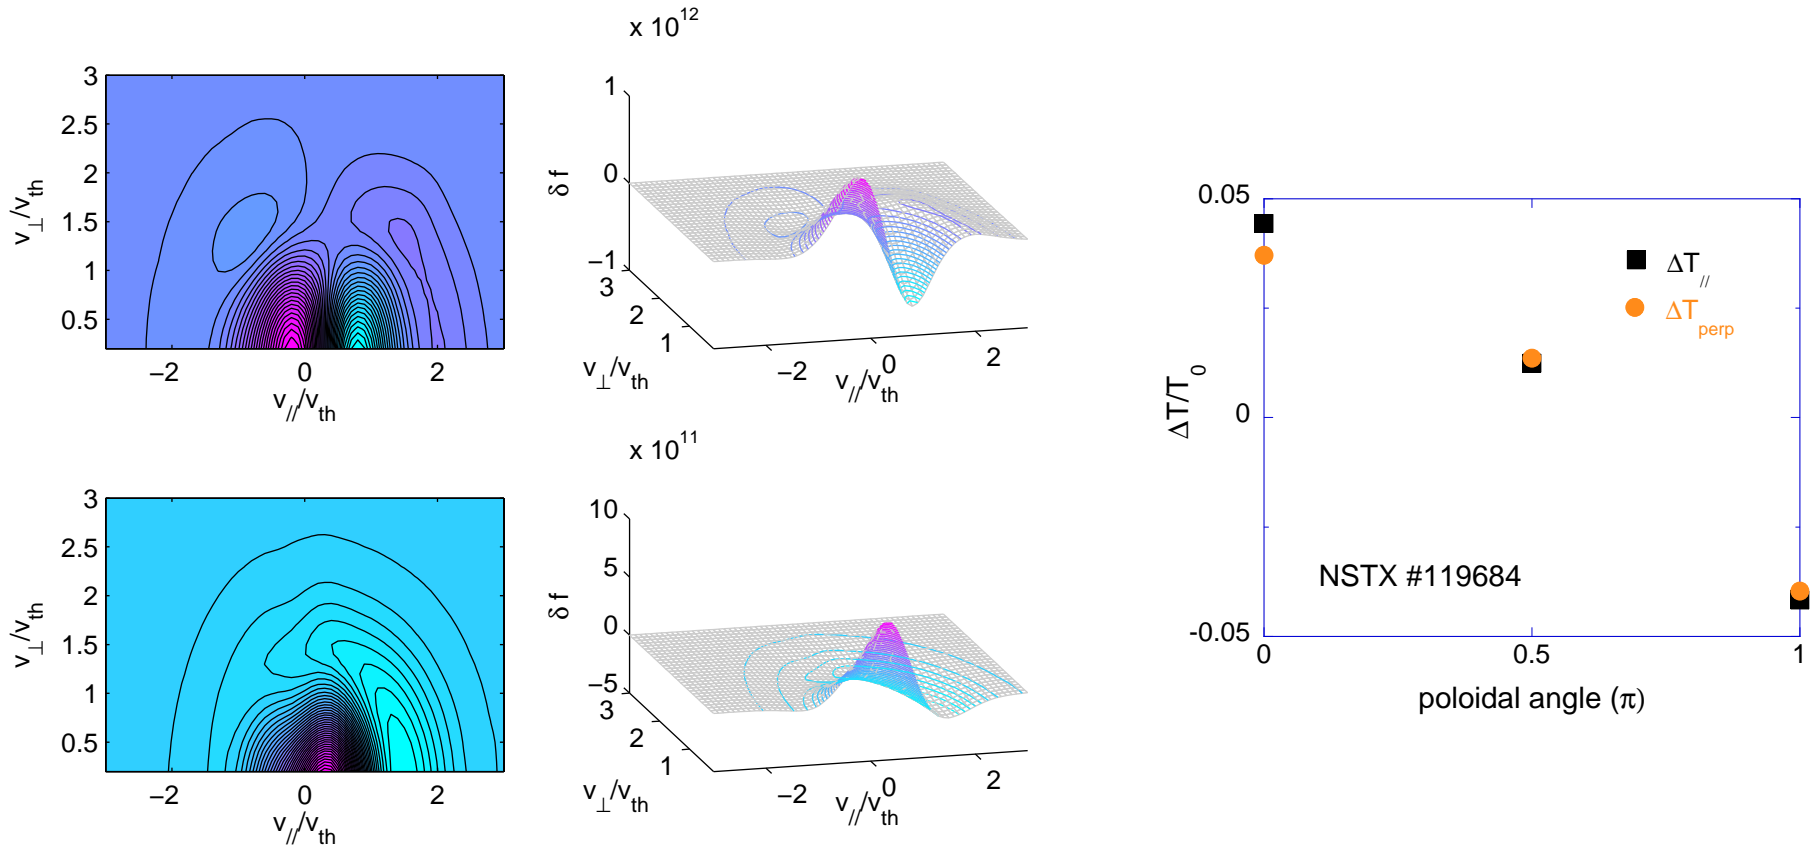 x 10^12
3
2.5
2
1.5
1
0.5
v⊥/vth
−2
0
2
v///vth
1
0
−1
δ f
3
2
1
v⊥/vth
−2
0
2
v///vth
x 10^11
3
2.5
2
1.5
1
0.5
v⊥/vth
−2
0
2
v///vth
10
5
0
−5
δ f
3
2
1
v⊥/vth
−2
0
2
v///vth
0.05
0
-0.05
ΔT/T0
ΔT//
ΔTperp
NSTX #119684
0
0.5
1
poloidal angle (π)